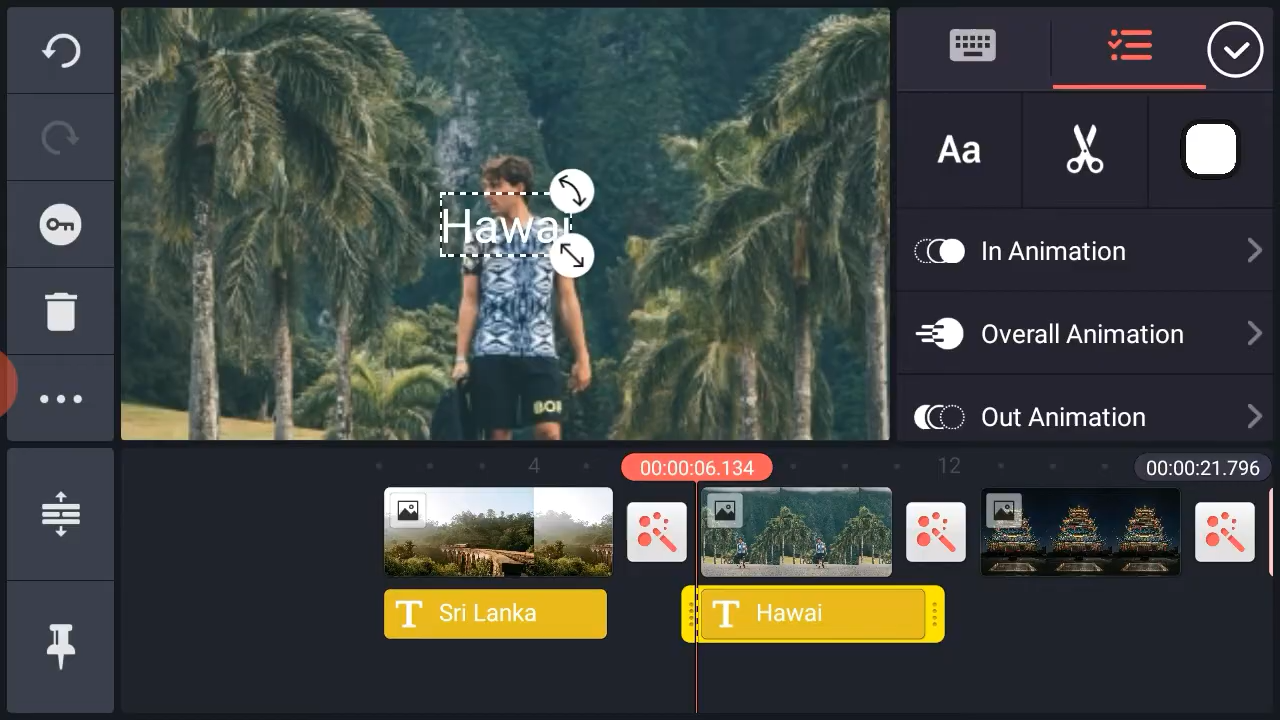 Hawai
BOI
Aa
In Animation
Overall Animation
Out Animation
4
00:00:06.134
12
00:00:21.796
T Sri Lanka
T Hawai